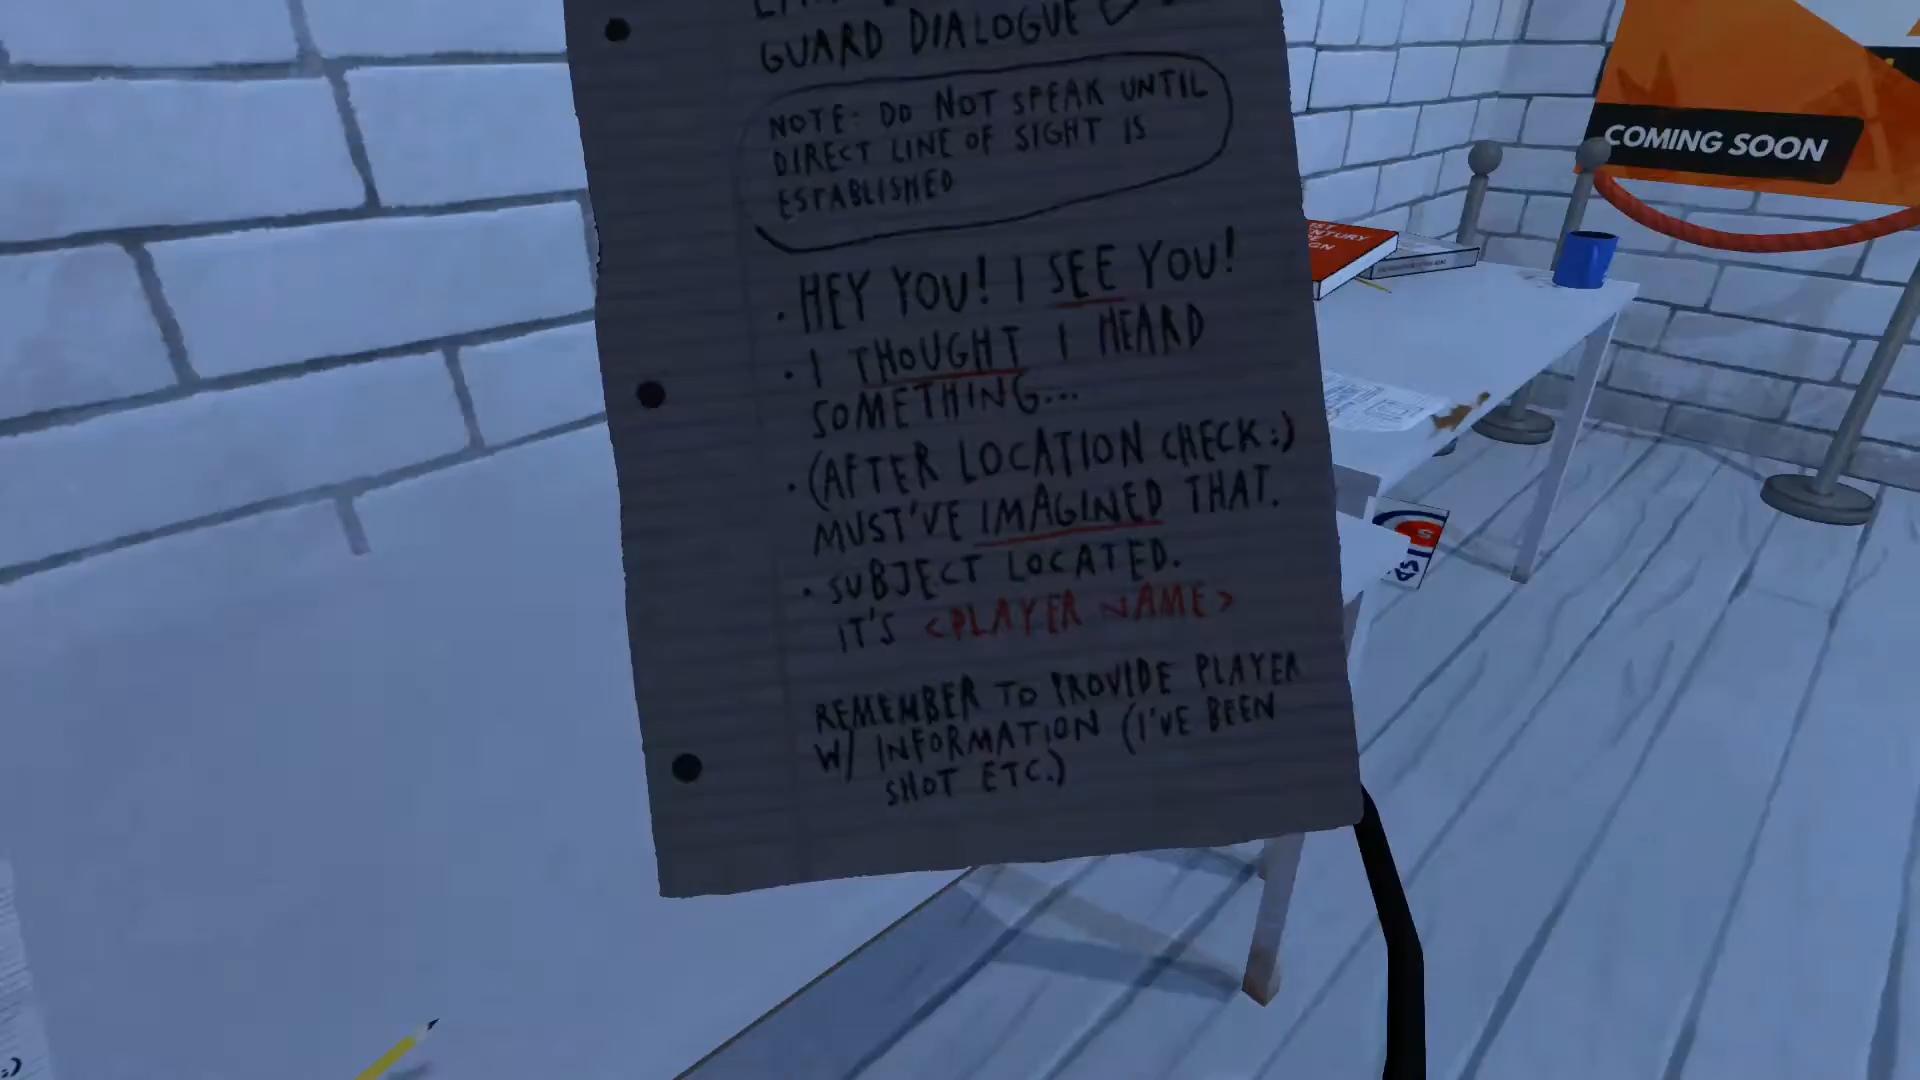 GUARD DIALOGUE
NOTE: DO NOT SPEAK UNTIL
DIRECT LINE OF SIGHT IS
ESTABLISHED
• HEY YOU! I SEE YOU!
• I THOUGHT I HEARD
SOMETHING...
• (AFTER LOCATION CHECK:)
MUST'VE IMAGINED THAT.
• SUBJECT LOCATED.
IT'S <PLAYER NAME>
REMEMBER TO PROVIDE PLAYER
W/ INFORMATION (I'VE BEEN
SHOT ETC.)
COMING SOON